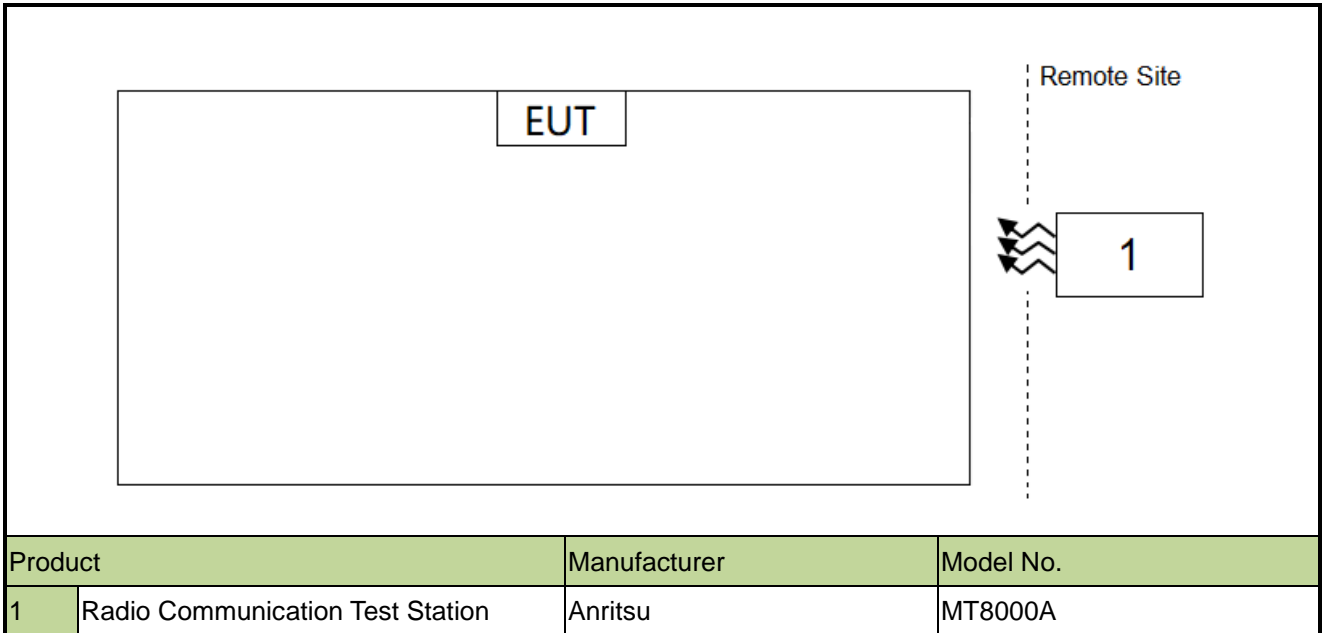 Remote Site
EUT
1
Product Manufacturer Model No.
1 Radio Communication Test Station Anritsu MT8000A